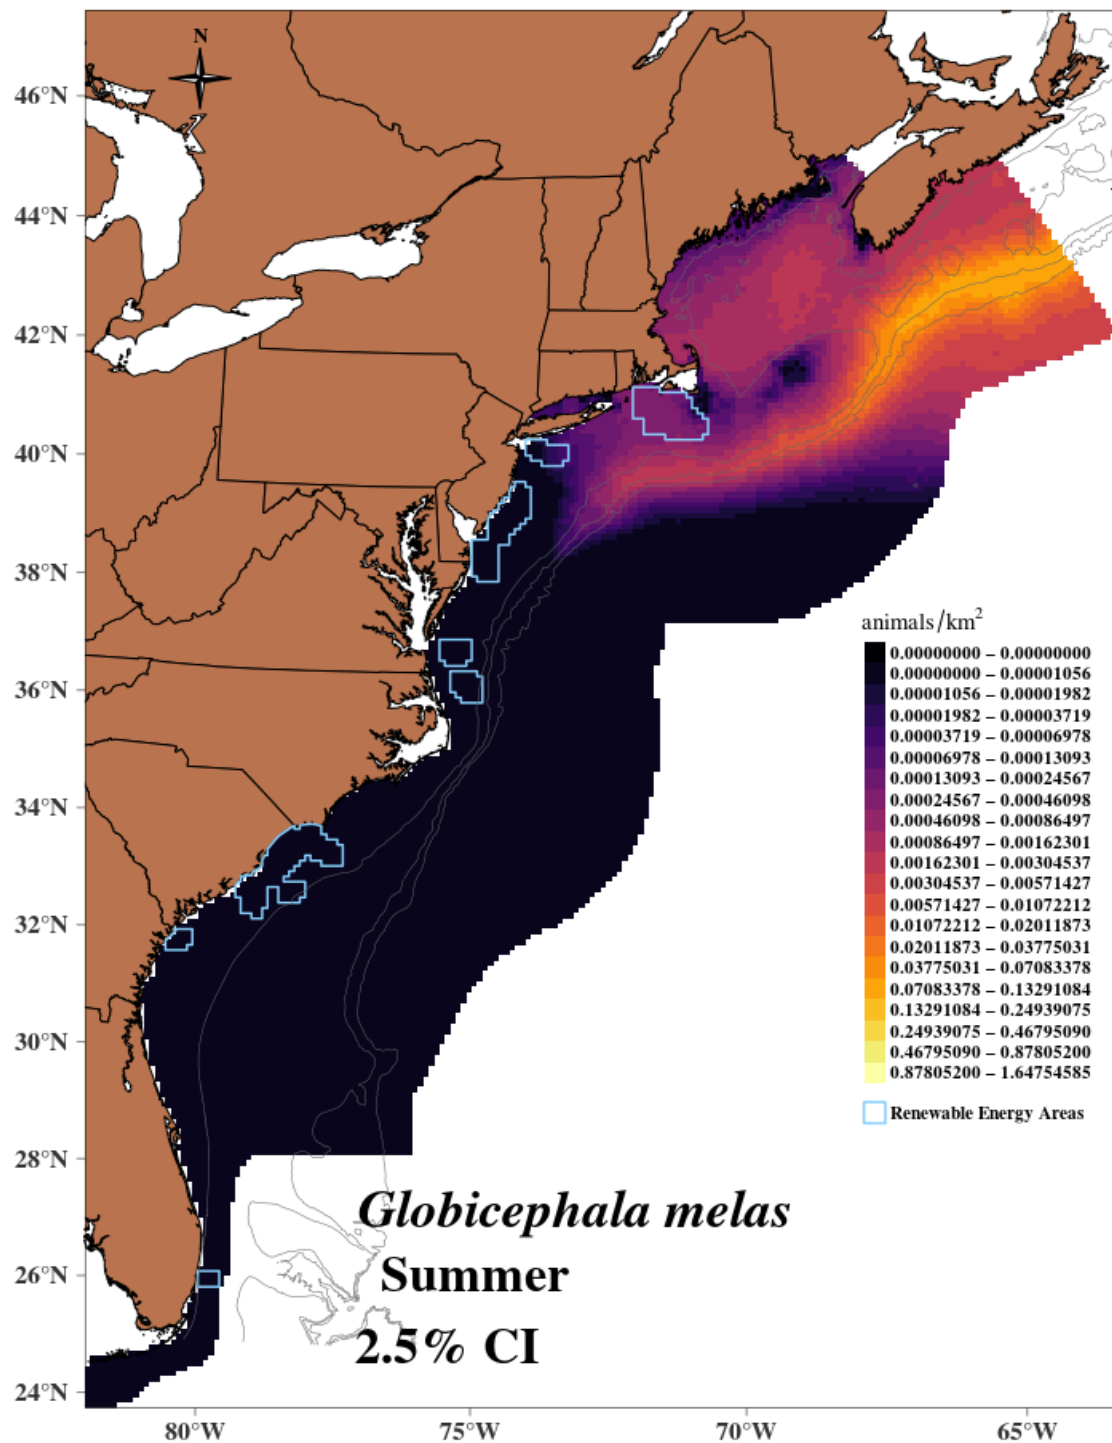 N
46°N
44°N
42°N
40°N
38°N
36°N
34°N
32°N
30°N
28°N
26°N
24°N
80°W
75°W
70°W
65°W
animals/km²
0.00000000 – 0.00000000
0.00000000 – 0.00001056
0.00001056 – 0.00001982
0.00001982 – 0.00003719
0.00003719 – 0.00006978
0.00006978 – 0.00013093
0.00013093 – 0.00024567
0.00024567 – 0.00046098
0.00046098 – 0.00086497
0.00086497 – 0.00162301
0.00162301 – 0.00304537
0.00304537 – 0.00571427
0.00571427 – 0.01072212
0.01072212 – 0.02011873
0.02011873 – 0.03775031
0.03775031 – 0.07083378
0.07083378 – 0.13291084
0.13291084 – 0.24939075
0.24939075 – 0.46795090
0.46795090 – 0.87805200
0.87805200 – 1.64754585
Renewable Energy Areas
Globicephala melas
Summer
2.5% CI